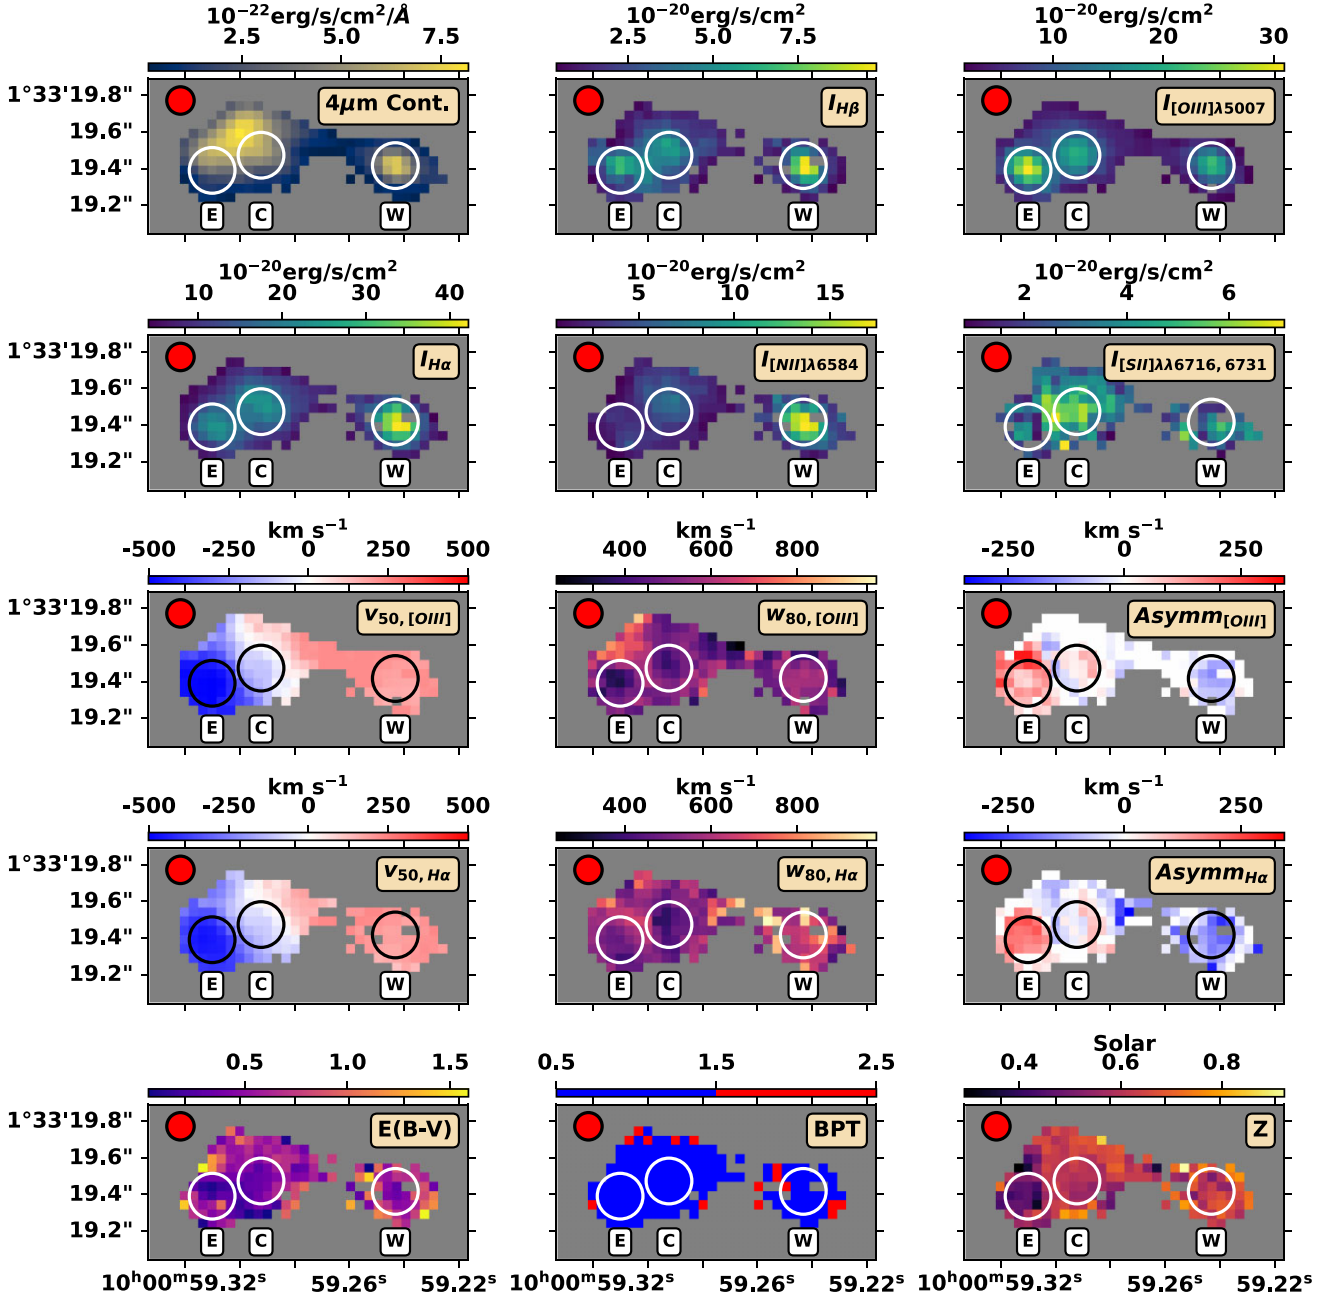 10⁻²²erg/s/cm²/Å 10⁻²⁰erg/s/cm² 10⁻²⁰erg/s/cm²
2.5 5.0 7.5 2.5 5.0 7.5 10 20 30
1°33'19.8" 4μm Cont. I_Hβ I_[OIII]λ5007
19.6"
19.4"
19.2" E C W E C W E C W
10⁻²⁰erg/s/cm² 10⁻²⁰erg/s/cm² 10⁻²⁰erg/s/cm²
10 20 30 40 5 10 15 2 4 6
1°33'19.8" I_Hα I_[NII]λ6584 I_[SII]λλ6716, 6731
19.6"
19.4"
19.2" E C W E C W E C W
km s⁻¹ km s⁻¹ km s⁻¹
-500 -250 0 250 500 400 600 800 -250 0 250
1°33'19.8" v_50, [OIII] w_80, [OIII] Asymm_[OIII]
19.6"
19.4"
19.2" E C W E C W E C W
km s⁻¹ km s⁻¹ km s⁻¹
-500 -250 0 250 500 400 600 800 -250 0 250
1°33'19.8" v_50, Hα w_80, Hα Asymm_Hα
19.6"
19.4"
19.2" E C W E C W E C W
Solar
0.5 1.0 1.5 0.5 1.5 2.5 0.4 0.6 0.8
1°33'19.8" E(B-V) BPT Z
19.6"
19.4"
19.2" E C W E C W E C W
10ʰ00ᵐ59.32ˢ 59.26ˢ 59.22ˢ 10ʰ00ᵐ59.32ˢ 59.26ˢ 59.22ˢ 10ʰ00ᵐ59.32ˢ 59.26ˢ 59.22ˢ